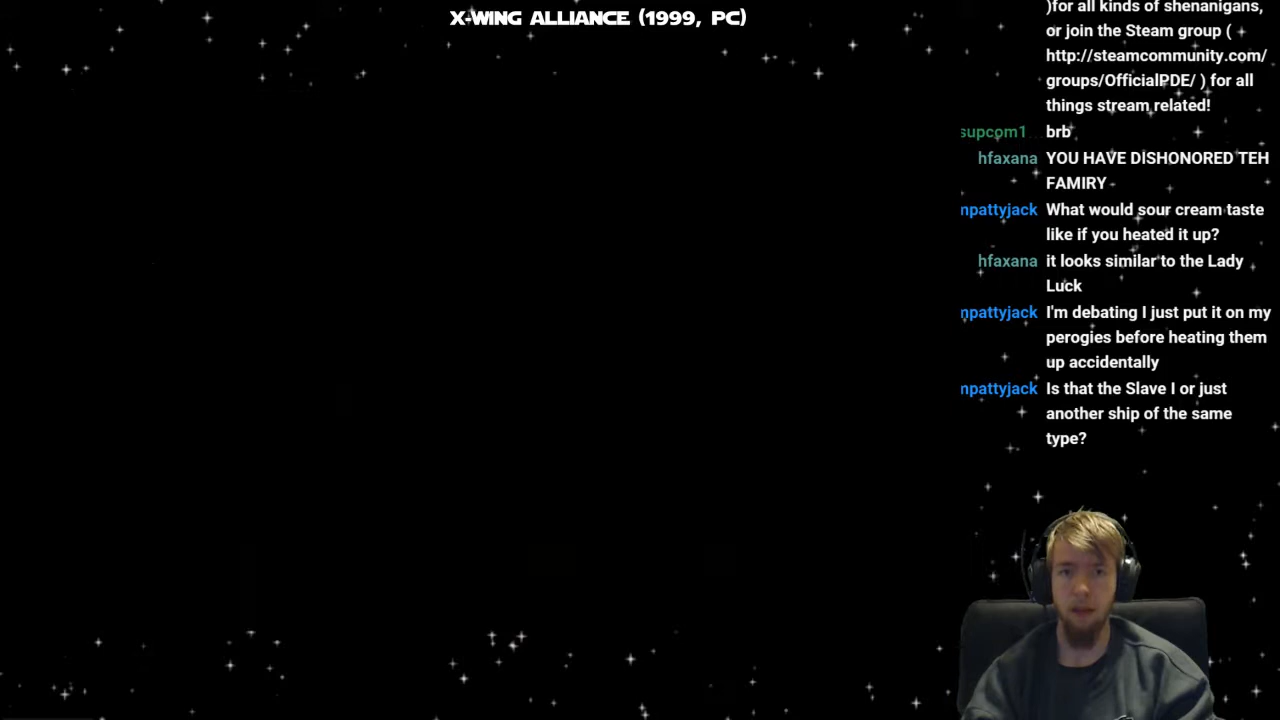 X-WING ALLIANCE (1999, PC)
)for all kinds of shenanigans,
or join the Steam group (
http://steamcommunity.com/
groups/OfficialPDE/ ) for all
things stream related!
supcom1... brb
hfaxana YOU HAVE DISHONORED TEH
FAMIRY
npattyjack What would sour cream taste
like if you heated it up?
hfaxana it looks similar to the Lady
Luck
npattyjack I'm debating I just put it on my
perogies before heating them
up accidentally
npattyjack Is that the Slave I or just
another ship of the same
type?